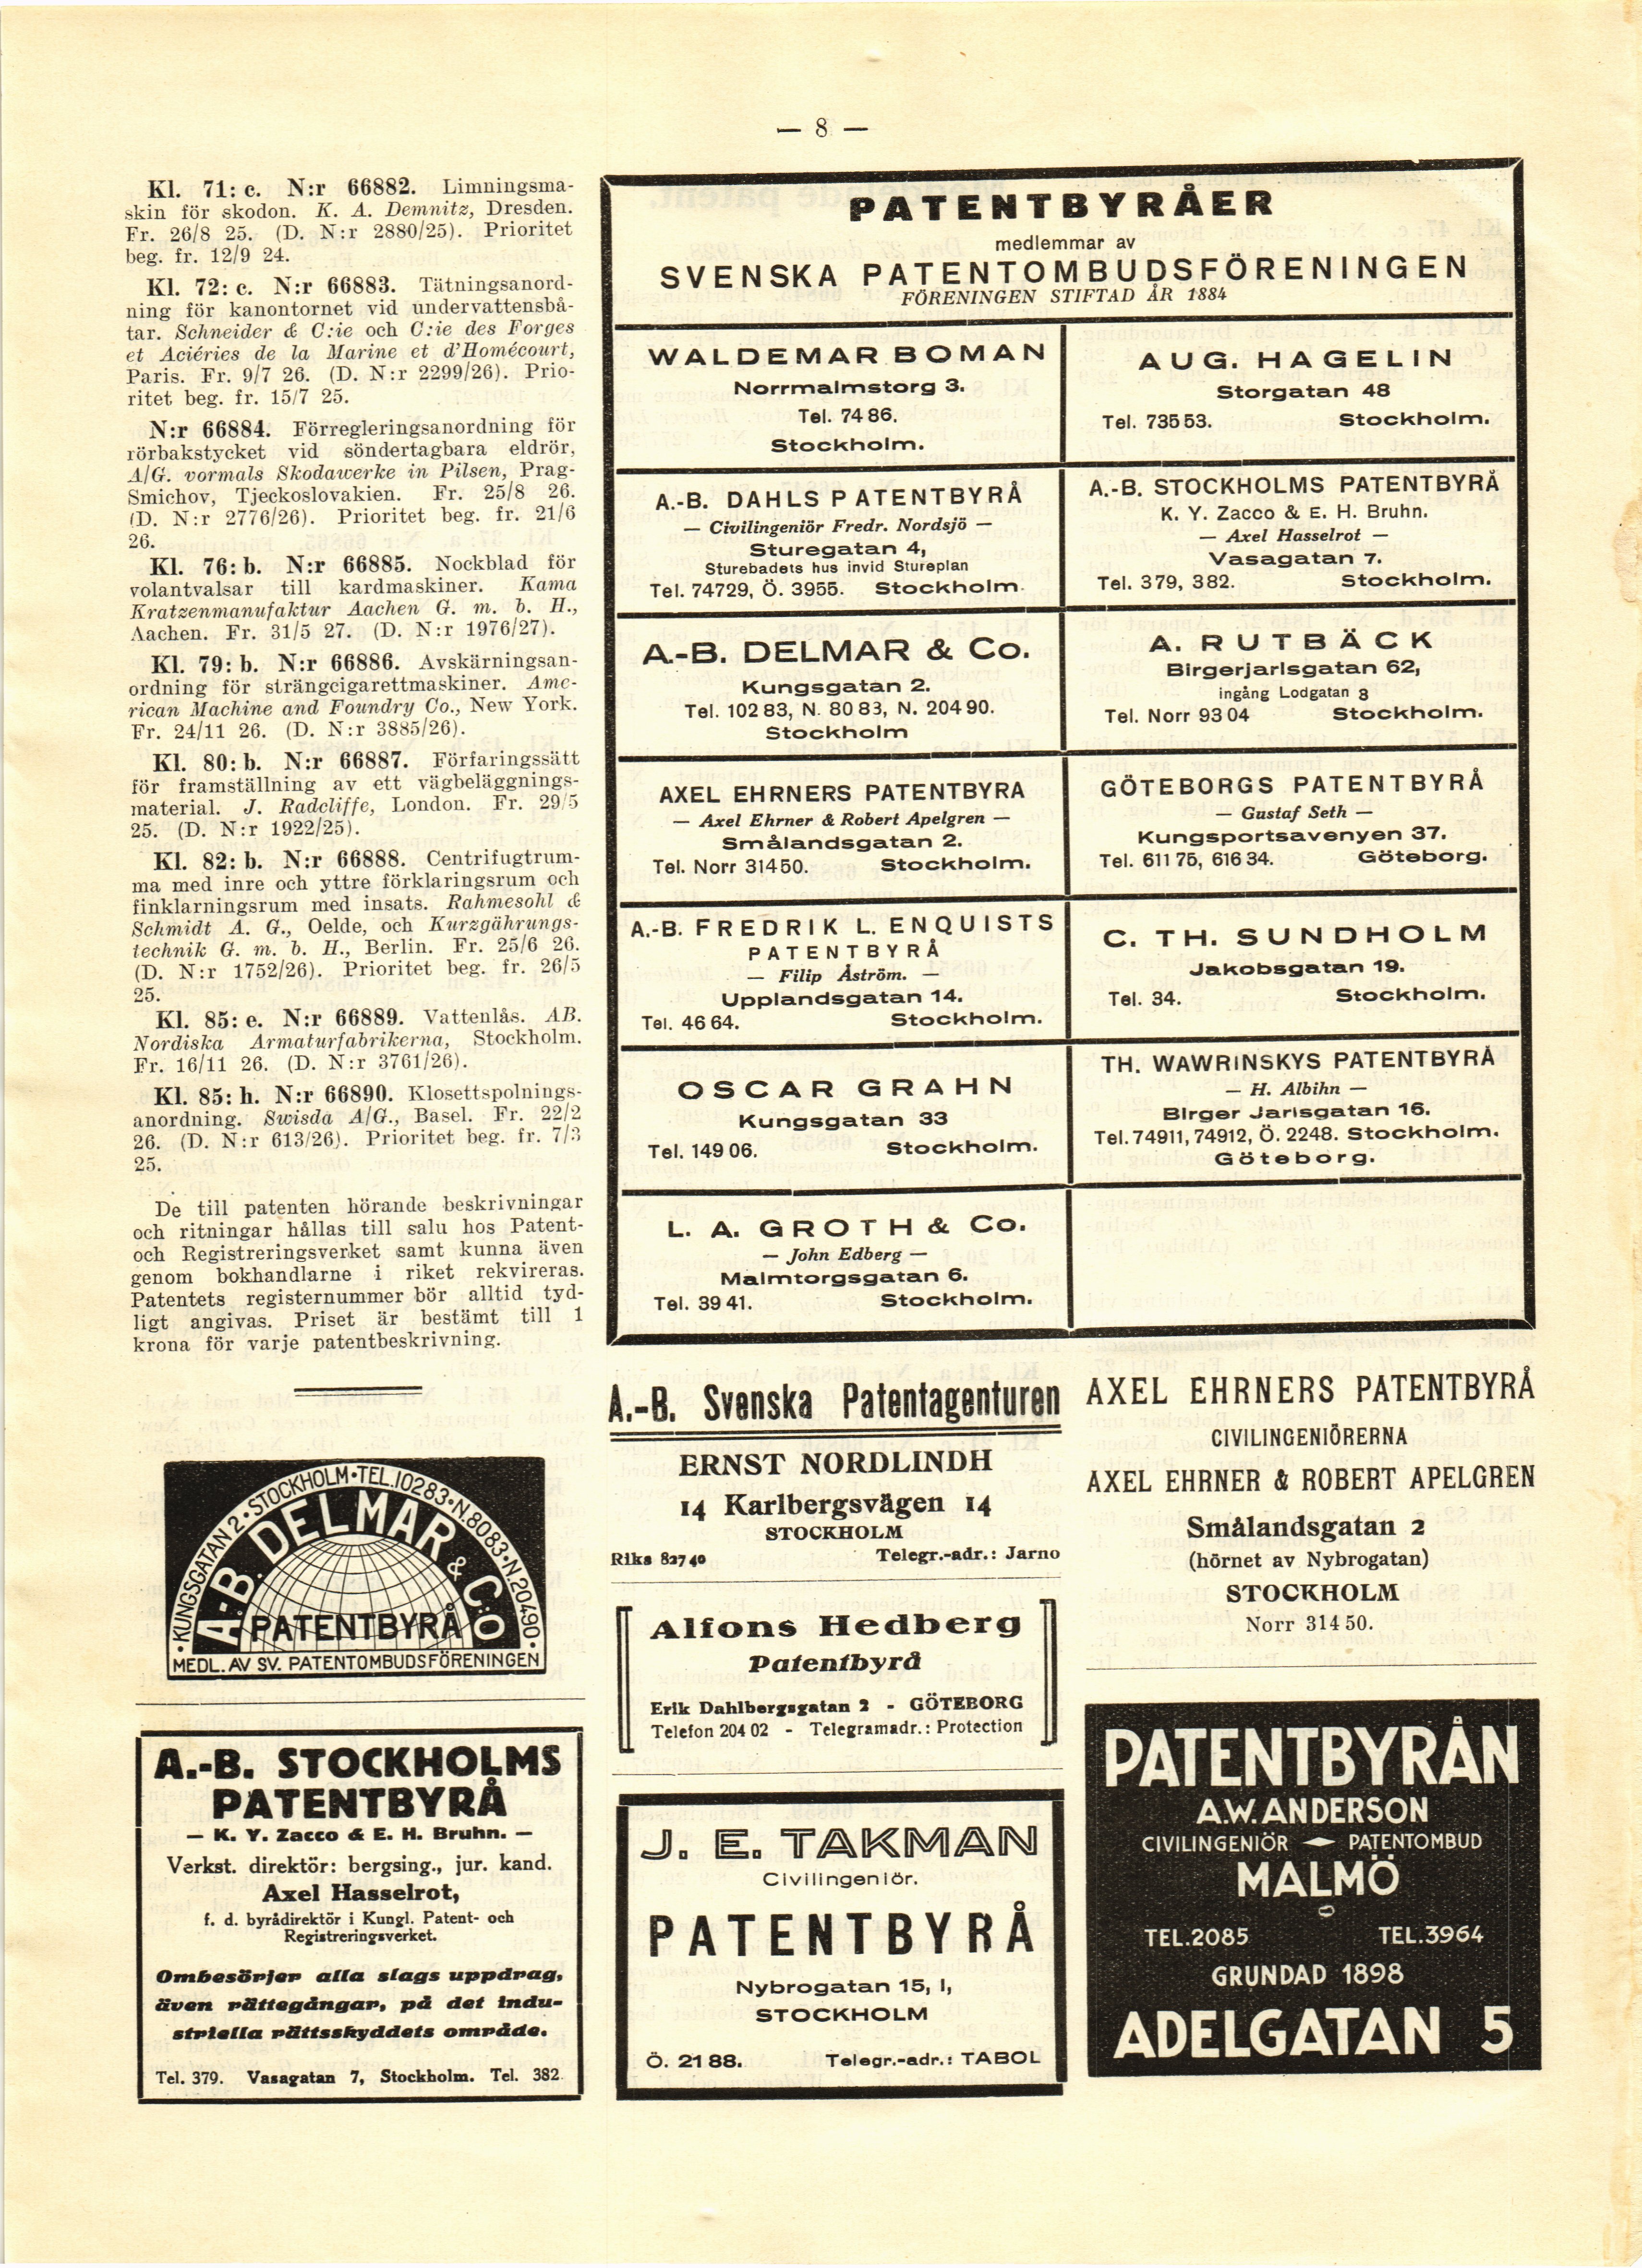 — 8 —
Kl. 71: c. N:r 66882. Limningsma-
skin för skodon. K. A. Demnitz, Dresden.
Fr. 26/8 25. (D. N:r 2880/25). Prioritet
beg. fr. 12/9 24.
Kl. 72: c. N:r 66883. Tätningsanord-
ning för kanontornet vid undervattensbå-
tar. Schneider & C:ie och C:ie des Forges
et Aciéries de la Marine et d'Homécourt,
Paris. Fr. 9/7 26. (D. N:r 2299/26). Prio-
ritet beg. fr. 15/7 25.
N:r 66884. Förregleringsanordning för
rörbakstycket vid söndertagbara eldrör,
A/G. vormals Skodawerke in Pilsen, Prag-
Smichov, Tjeckoslovakien. Fr. 25/8 26.
(D. N:r 2776/26). Prioritet beg. fr. 21/6
26.
Kl. 76: b. N:r 66885. Nockblad för
volantvalsar till kardmaskiner. Kama
Kratzenmanufaktur Aachen G. m. b. H.,
Aachen. Fr. 31/5 27. (D. N:r 1976/27).
Kl. 79: b. N:r 66886. Avskärningsan-
ordning för strängcigarettmaskiner. Ame-
rican Machine and Foundry Co., New York.
Fr. 24/11 26. (D. N:r 3885/26).
Kl. 80: b. N:r 66887. Förfaringssätt
för framställning av ett vägbeläggnings-
material. J. Radcliffe, London. Fr. 29/5
25. (D. N:r 1922/25).
Kl. 82: b. N:r 66888. Centrifugtrum-
ma med inre och yttre förklaringsrum och
finklarningsrum med insats. Rahmesohl &
Schmidt A. G., Oelde, och Kurzgährungs-
technik G. m. b. H., Berlin. Fr. 25/6 26.
(D. N:r 1752/26). Prioritet beg. fr. 26/5
25.
Kl. 85: e. N:r 66889. Vattenlås. AB.
Nordiska Armaturfabrikerna, Stockholm.
Fr. 16/11 26. (D. N:r 3761/26).
Kl. 85: h. N:r 66890. Klosettspolnings-
anordning. Swisda A/G., Basel. Fr. 22/2
26. (D. N:r 613/26). Prioritet beg. fr. 7/3
25.
De till patenten hörande beskrivningar
och ritningar hållas till salu hos Patent-
och Registreringsverket samt kunna även
genom bokhandlarne i riket rekvireras.
Patentets registernummer bör alltid tyd-
ligt angivas. Priset är bestämt till 1
krona för varje patentbeskrivning.
KUNGSGATAN 2 • STOCKHOLM • TEL. 10283 • N. 8083 • N. 20490 •
A.-B. DELMAR & C:O
PATENTBYRÅ
MEDL. AV SV. PATENTOMBUDSFÖRENINGEN
A.-B. STOCKHOLMS
PATENTBYRÅ
— K. Y. Zacco & E. H. Bruhn. —
Verkst. direktör: bergsing., jur. kand.
Axel Hasselrot,
f. d. byrådirektör i Kungl. Patent- och
Registreringsverket.
Ombesörjer alla slags uppdrag,
även rättegångar, på det indu-
striella rättsskyddets område.
Tel. 379. Vasagatan 7, Stockholm. Tel. 382
PATENTBYRÅER
medlemmar av
SVENSKA PATENTOMBUDSFÖRENINGEN
FÖRENINGEN STIFTAD ÅR 1884
WALDEMAR BOMAN
Norrmalmstorg 3.
Tel. 74 86.
Stockholm.
A.-B. DAHLS PATENTBYRÅ
— Civilingeniör Fredr. Nordsjö —
Sturegatan 4,
Sturebadets hus invid Stureplan
Tel. 74729, Ö. 3955. Stockholm.
A.-B. DELMAR & Co.
Kungsgatan 2.
Tel. 102 83, N. 80 83, N. 204 90.
Stockholm
AXEL EHRNERS PATENTBYRA
— Axel Ehrner & Robert Apelgren —
Smålandsgatan 2.
Tel. Norr 31450. Stockholm.
A.-B. FREDRIK L. ENQUISTS
PATENTBYRÅ
— Filip Åström. —
Upplandsgatan 14.
Tel. 46 64. Stockholm.
OSCAR GRAHN
Kungsgatan 33
Tel. 149 06. Stockholm.
L. A. GROTH & Co.
— John Edberg —
Malmtorgsgatan 6.
Tel. 39 41. Stockholm.
AUG. HAGELIN
Storgatan 48
Tel. 735 53. Stockholm.
A.-B. STOCKHOLMS PATENTBYRÅ
K. Y. Zacco & E. H. Bruhn.
— Axel Hasselrot —
Vasagatan 7.
Tel. 379, 382. Stockholm.
A. RUTBÄCK
Birgerjarlsgatan 62,
ingång Lodgatan 3
Tel. Norr 93 04 Stockholm.
GÖTEBORGS PATENTBYRÅ
— Gustaf Seth —
Kungsportsavenyen 37.
Tel. 611 75, 616 34. Göteborg.
C. TH. SUNDHOLM
Jakobsgatan 19.
Tel. 34. Stockholm.
TH. WAWRINSKYS PATENTBYRÅ
— H. Albihn —
Birger Jarlsgatan 16.
Tel. 74911, 74912, Ö. 2248. Stockholm.
Göteborg.
A.-B. Svenska Patentagenturen
ERNST NORDLINDH
14 Karlbergsvägen 14
STOCKHOLM
Riks 82740 Telegr.-adr.: Jarno
Alfons Hedberg
Patentbyrå
Erik Dahlbergsgatan 2 - GÖTEBORG
Telefon 204 02 - Telegramadr.: Protection
J. E. TAKMAN
Civilingeniör.
PATENTBYRÅ
Nybrogatan 15, I,
STOCKHOLM
Ö. 21 88. Telegr.-adr.: TABOL
AXEL EHRNERS PATENTBYRÅ
CIVILINGENIÖRERNA
AXEL EHRNER & ROBERT APELGREN
Smålandsgatan 2
(hörnet av Nybrogatan)
STOCKHOLM
Norr 314 50.
PATENTBYRÅN
A.W. ANDERSON
CIVILINGENIÖR PATENTOMBUD
MALMÖ
TEL. 2085 TEL. 3964
GRUNDAD 1898
ADELGATAN 5